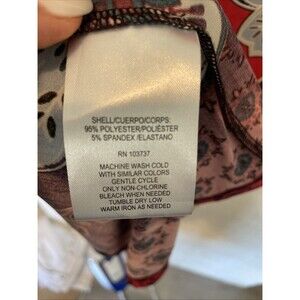 SHELL/CUERPO/CORPS:
95% POLYESTER/POLIÉSTER
5% SPANDEX/ELASTANO
RN 103737
MACHINE WASH COLD
WITH SIMILAR COLORS
GENTLE CYCLE
ONLY NON-CHLORINE
BLEACH WHEN NEEDED
TUMBLE DRY LOW
WARM IRON AS NEEDED